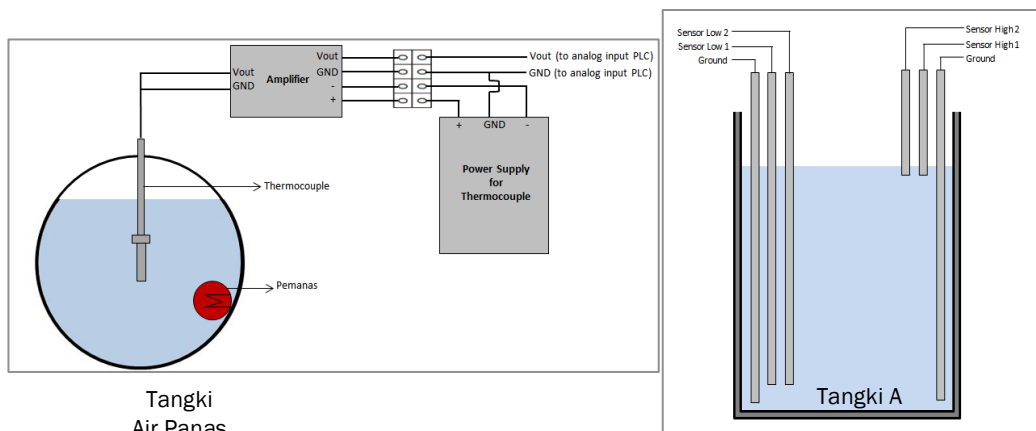 Vout
GND
Amplifier
Vout
GND
-
+
Vout (to analog input PLC)
GND (to analog input PLC)
+
GND
-
Power Supply
for
Thermocouple
Thermocouple
Pemanas
Tangki
Air Panas
Sensor Low 2
Sensor Low 1
Ground
Sensor High 2
Sensor High 1
Ground
Tangki A